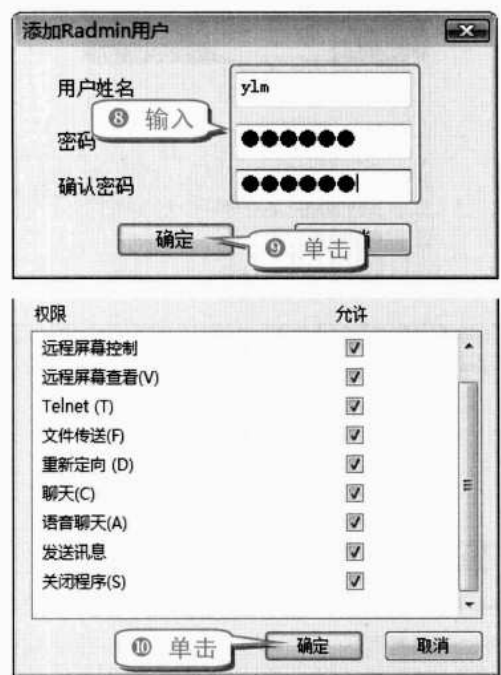 添加Radmin用户
用户姓名
ylm
❽ 输入
密码
●●●●●●
确认密码
●●●●●●
确定
❾ 单击
消
权限 允许
远程屏幕控制
远程屏幕查看(V)
Telnet (T)
文件传送(F)
重新定向 (D)
聊天(C)
语音聊天(A)
发送讯息
关闭程序(S)
❿ 单击
确定
取消